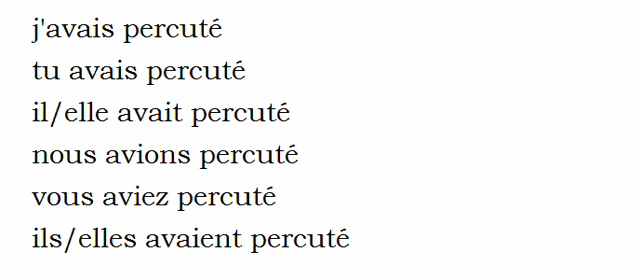 j'avais percuté
tu avais percuté
il/elle avait percuté
nous avions percuté
vous aviez percuté
ils/elles avaient percuté